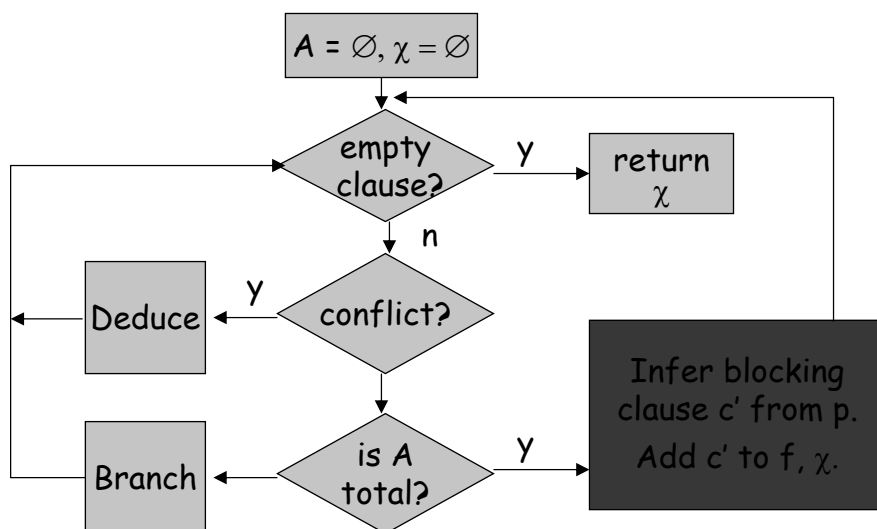 A = ∅, χ = ∅
empty
clause?
y
return
χ
n
conflict?
y
Deduce
Infer blocking
clause c’ from p.
Add c’ to f, χ.
is A
total?
y
Branch